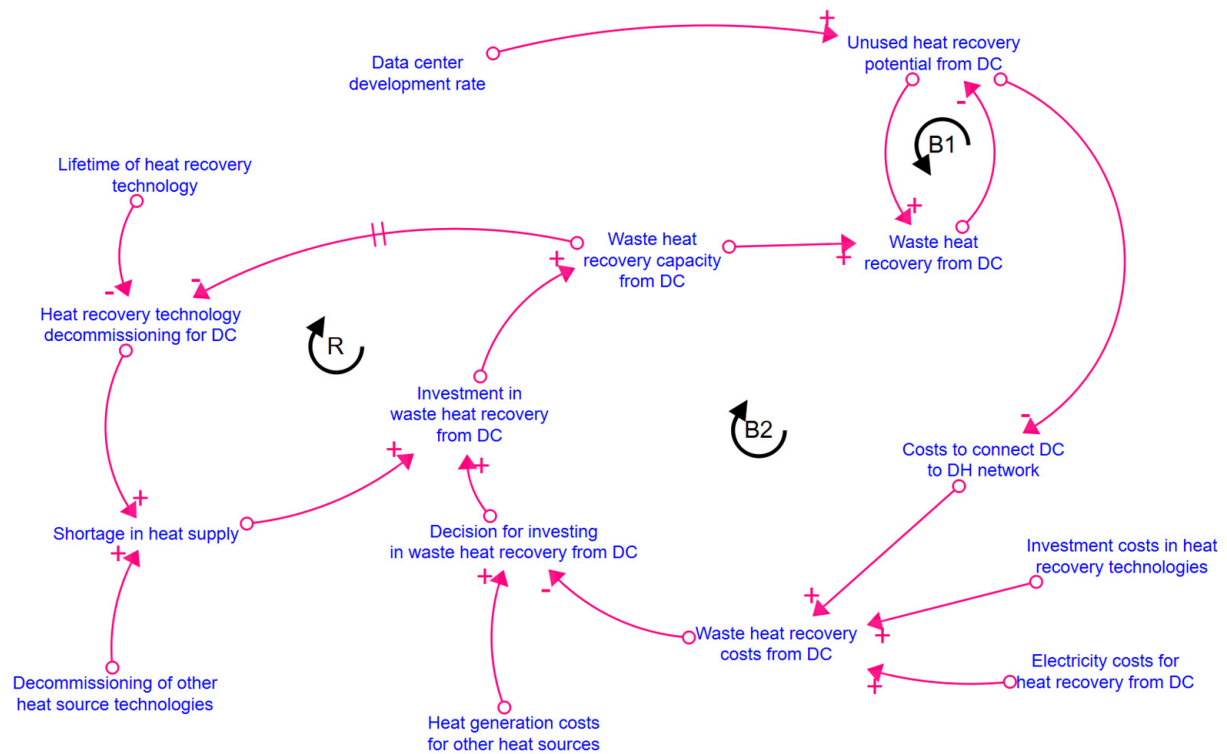 +
Data center
development rate
Unused heat recovery
potential from DC
-
B1
+
Lifetime of heat recovery
technology
Waste heat
recovery capacity
from DC
+
+
Waste heat
recovery from DC
-
-
Heat recovery technology
decommissioning for DC
R
Investment in
waste heat recovery
from DC
B2
-
Costs to connect DC
to DH network
+
+
+
Shortage in heat supply
+
Decision for investing
in waste heat recovery from DC
+
-
Investment costs in heat
recovery technologies
+
+
Waste heat recovery
costs from DC
+
Electricity costs for
heat recovery from DC
Decommissioning of other
heat source technologies
Heat generation costs
for other heat sources